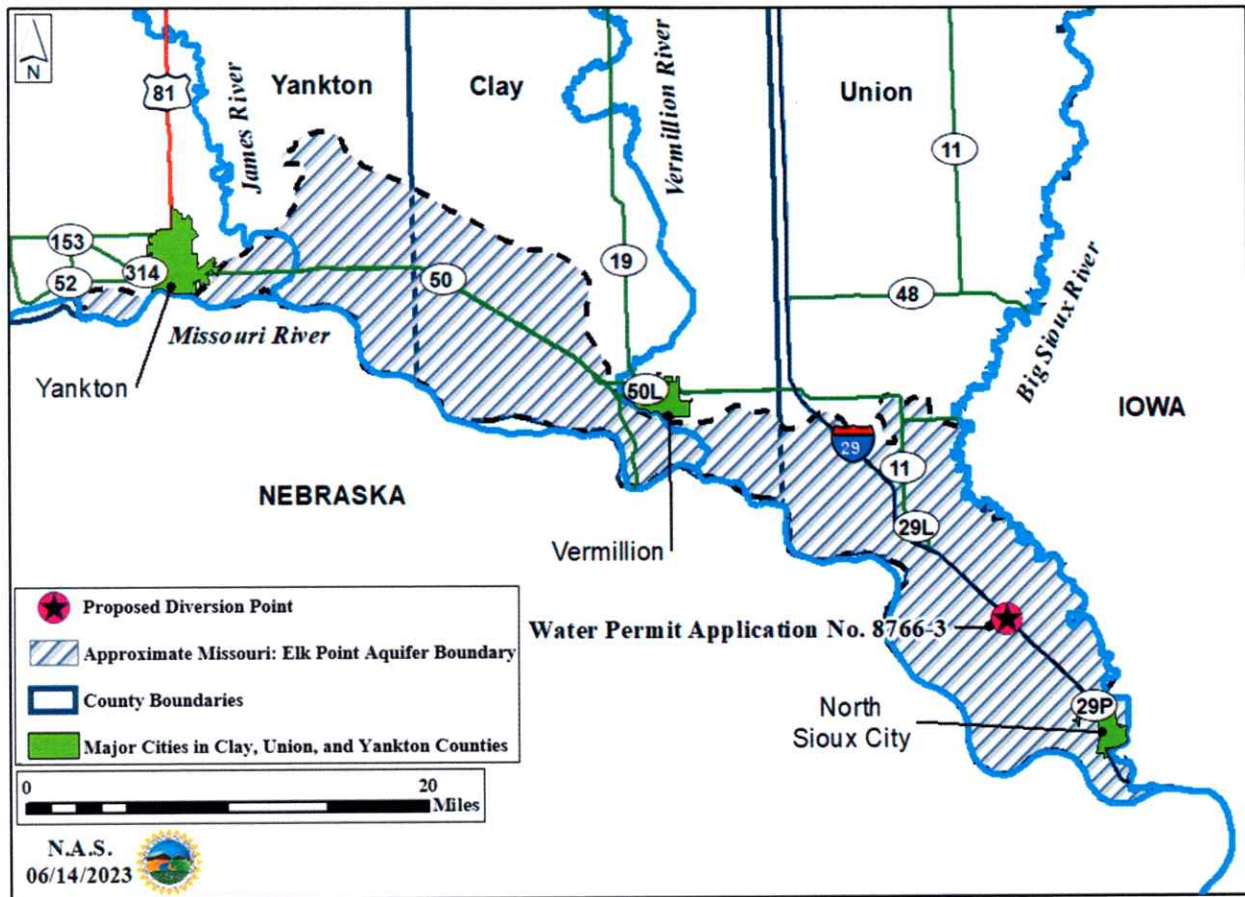 N
81
Yankton
Clay
Union
James River
Vermillion River
11
153
52
314
50
19
48
Missouri River
Big Sioux River
Yankton
50L
IOWA
29
11
NEBRASKA
Vermillion
29L
Proposed Diversion Point
Water Permit Application No. 8766-3
Approximate Missouri: Elk Point Aquifer Boundary
County Boundaries
29P
North
Sioux City
Major Cities in Clay, Union, and Yankton Counties
0
20
Miles
N.A.S.
06/14/2023